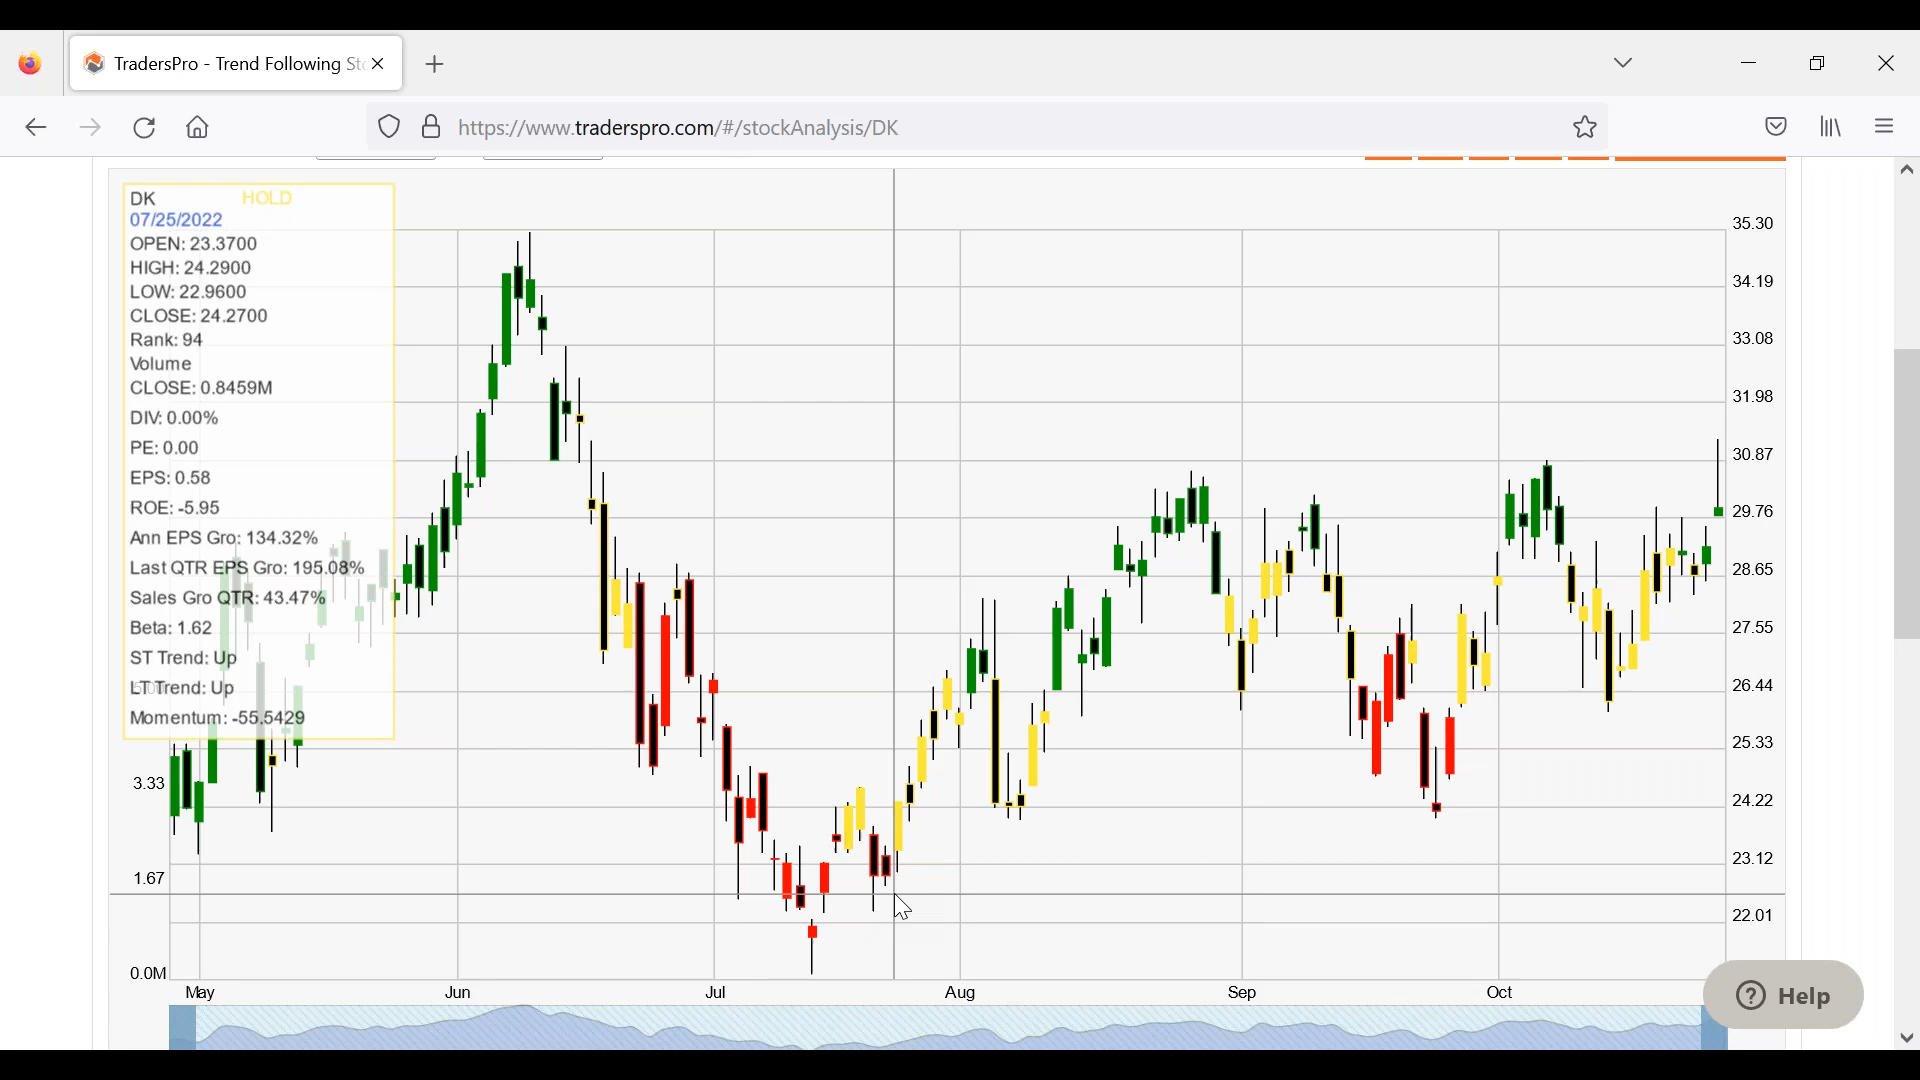 TradersPro - Trend Following Sto
https://www.traderspro.com/#/stockAnalysis/DK
DK HOLD
07/25/2022
OPEN: 23.3700
HIGH: 24.2900
LOW: 22.9600
CLOSE: 24.2700
Rank: 94
Volume
CLOSE: 0.8459M
DIV: 0.00%
PE: 0.00
EPS: 0.58
ROE: -5.95
Ann EPS Gro: 134.32%
Last QTR EPS Gro: 195.08%
Sales Gro QTR: 43.47%
Beta: 1.62
ST Trend: Up
LT Trend: Up
Momentum: -55.5429
3.33
1.67
0.0M
35.30
34.19
33.08
31.98
30.87
29.76
28.65
27.55
26.44
25.33
24.22
23.12
22.01
May Jun Jul Aug Sep Oct
Help